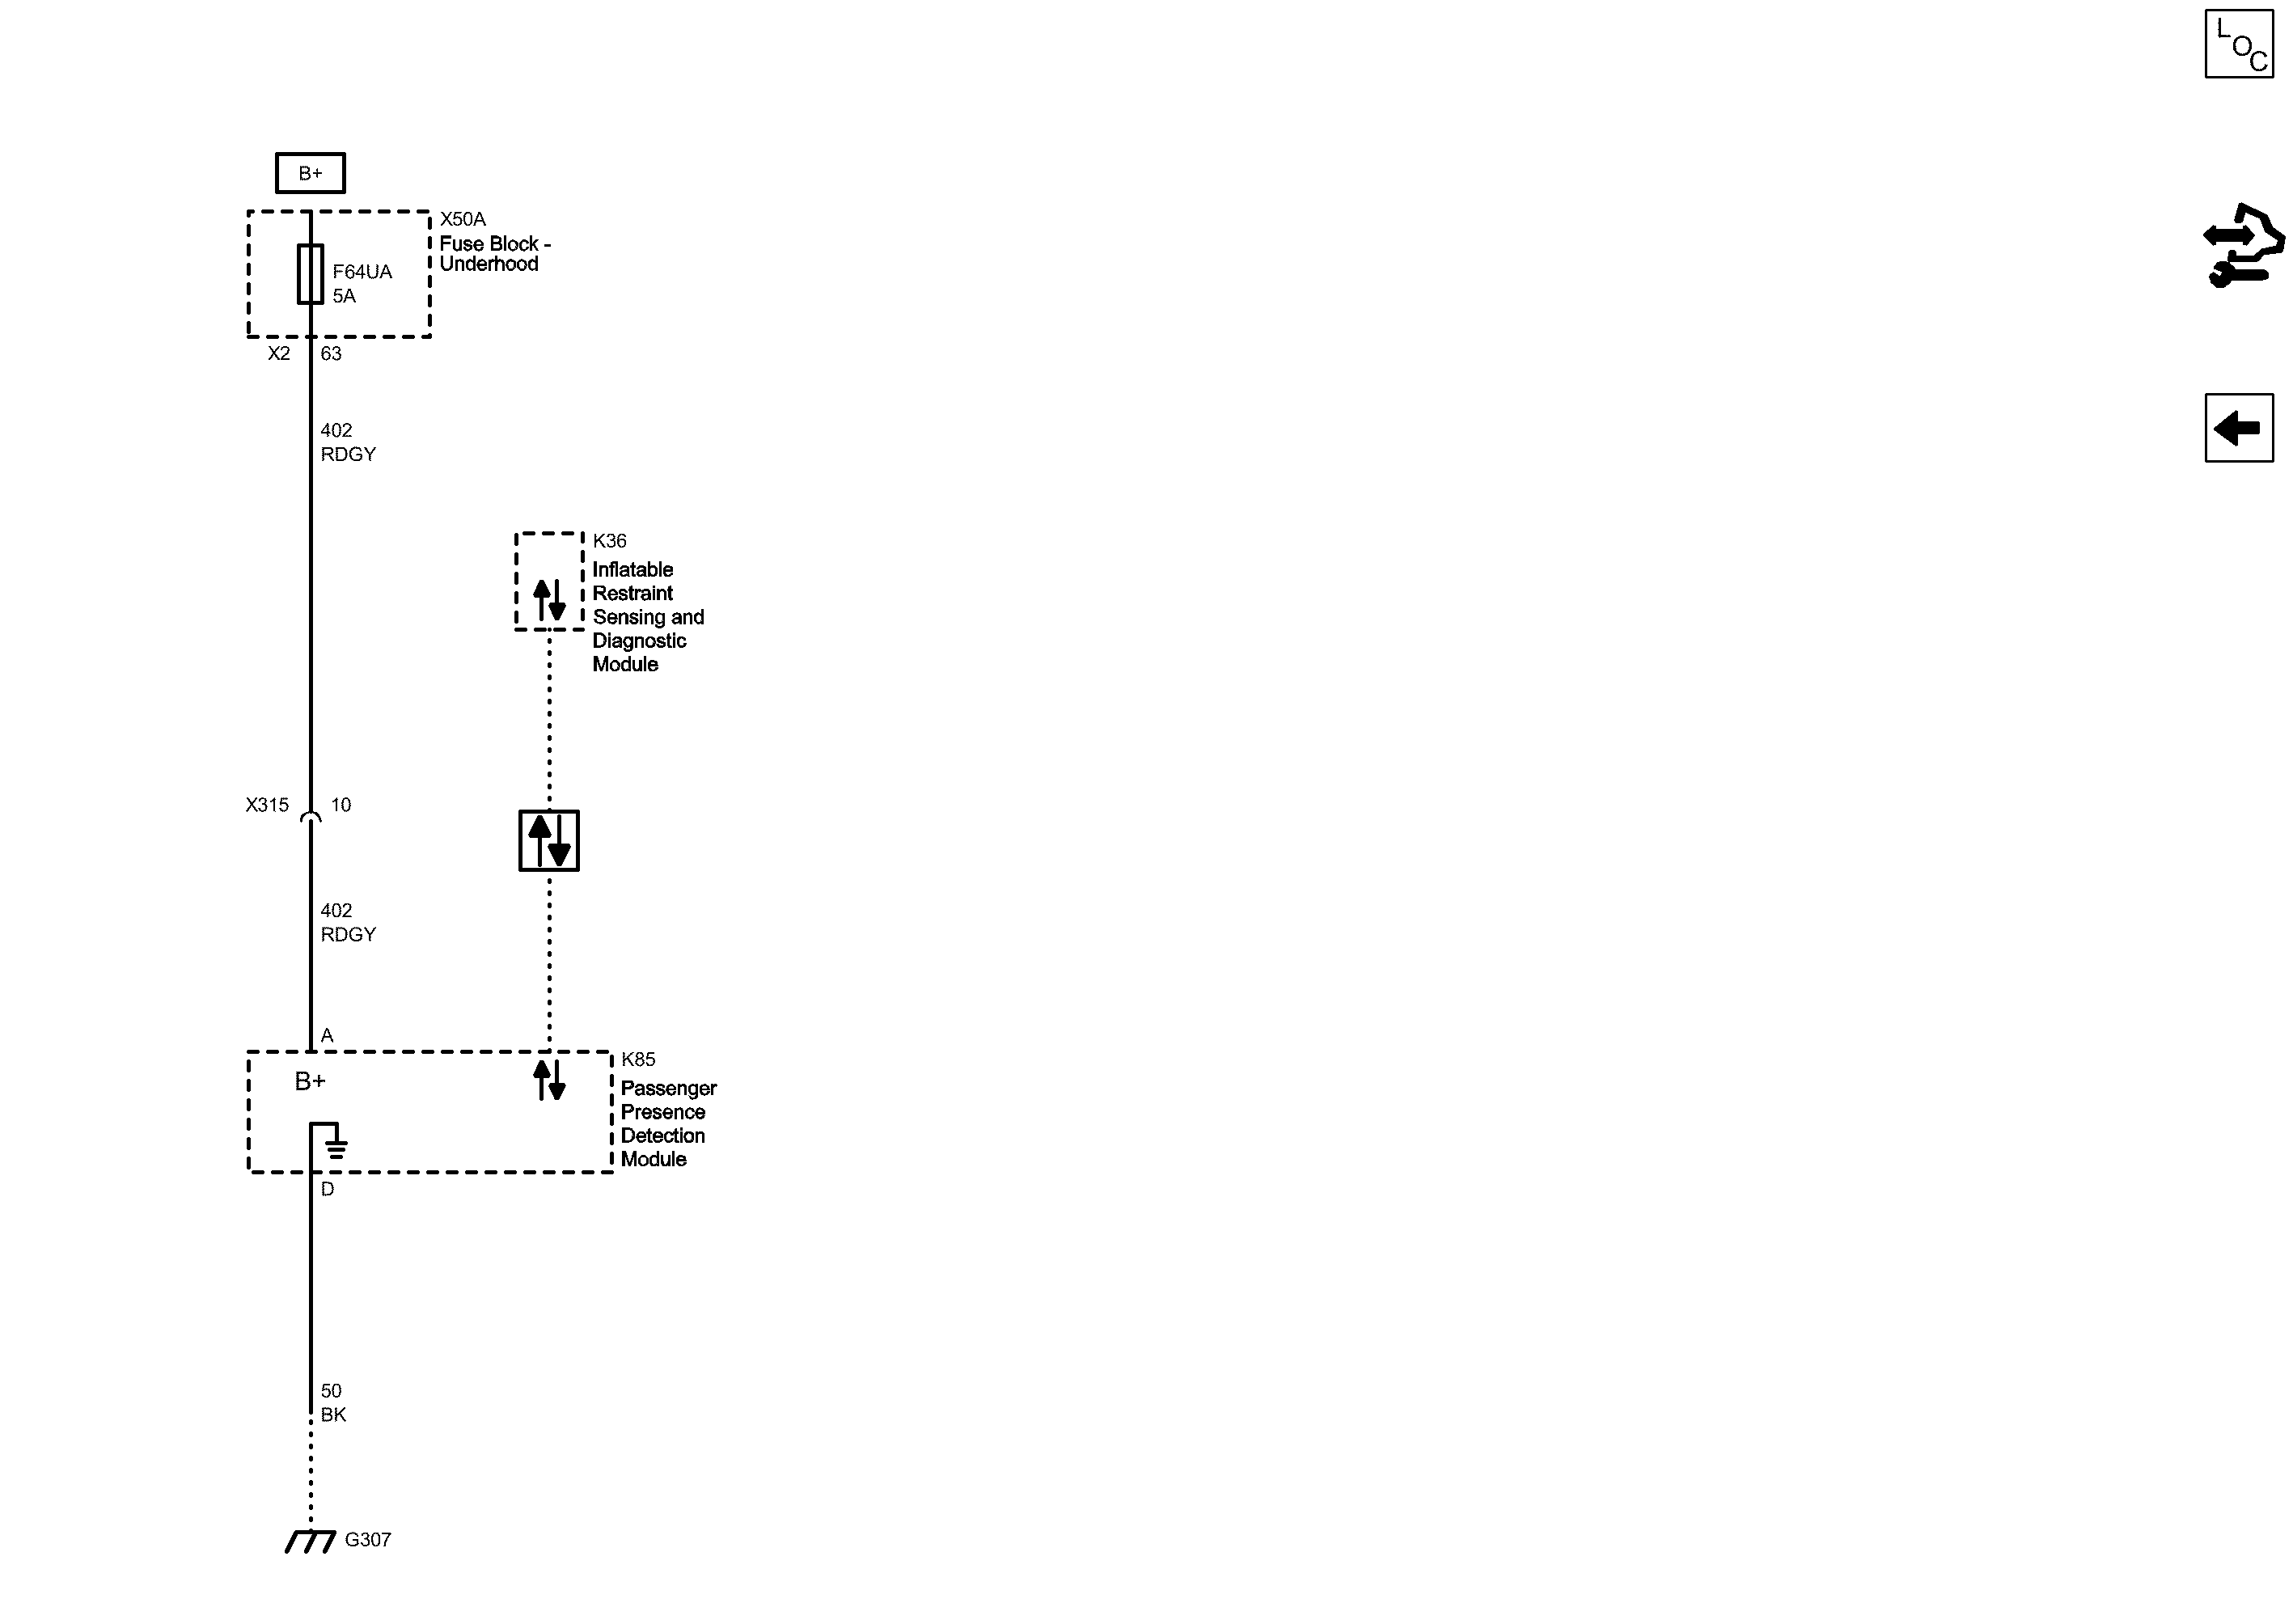 LOC
B+
X50A
Fuse Block -
Underhood
F64UA
5A
X2 63
402
RDGY
K36
Inflatable
Restraint
Sensing and
Diagnostic
Module
X315 10
402
RDGY
A
K85
B+
Passenger
Presence
Detection
Module
D
50
BK
G307